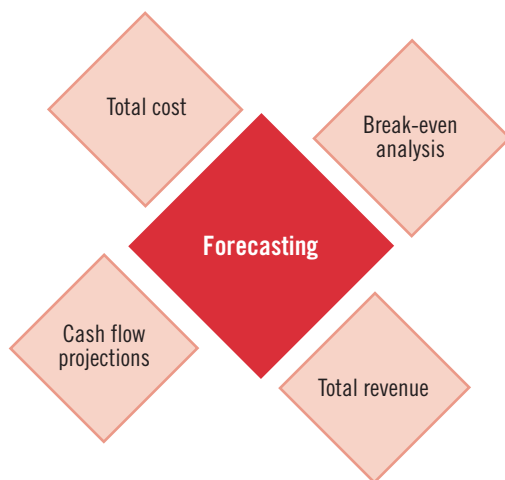 Total cost
Break-even
analysis
Forecasting
Cash flow
projections
Total revenue